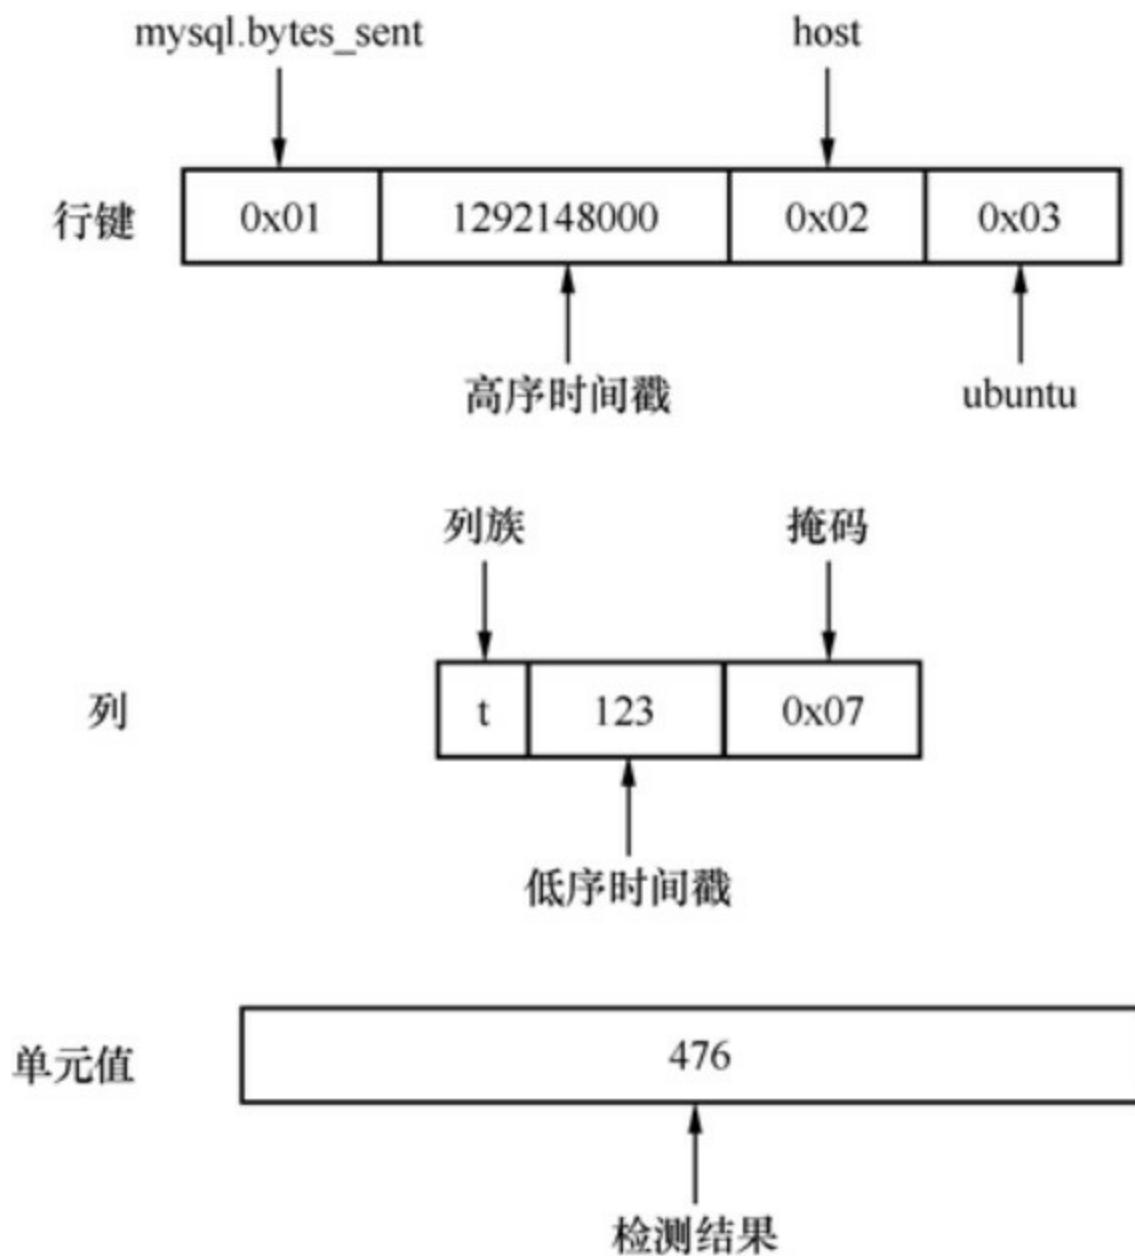 mysql.bytes_sent host
行键 0x01 1292148000 0x02 0x03
高序时间戳 ubuntu
列族 掩码
列 t 123 0x07
低序时间戳
单元值 476
检测结果